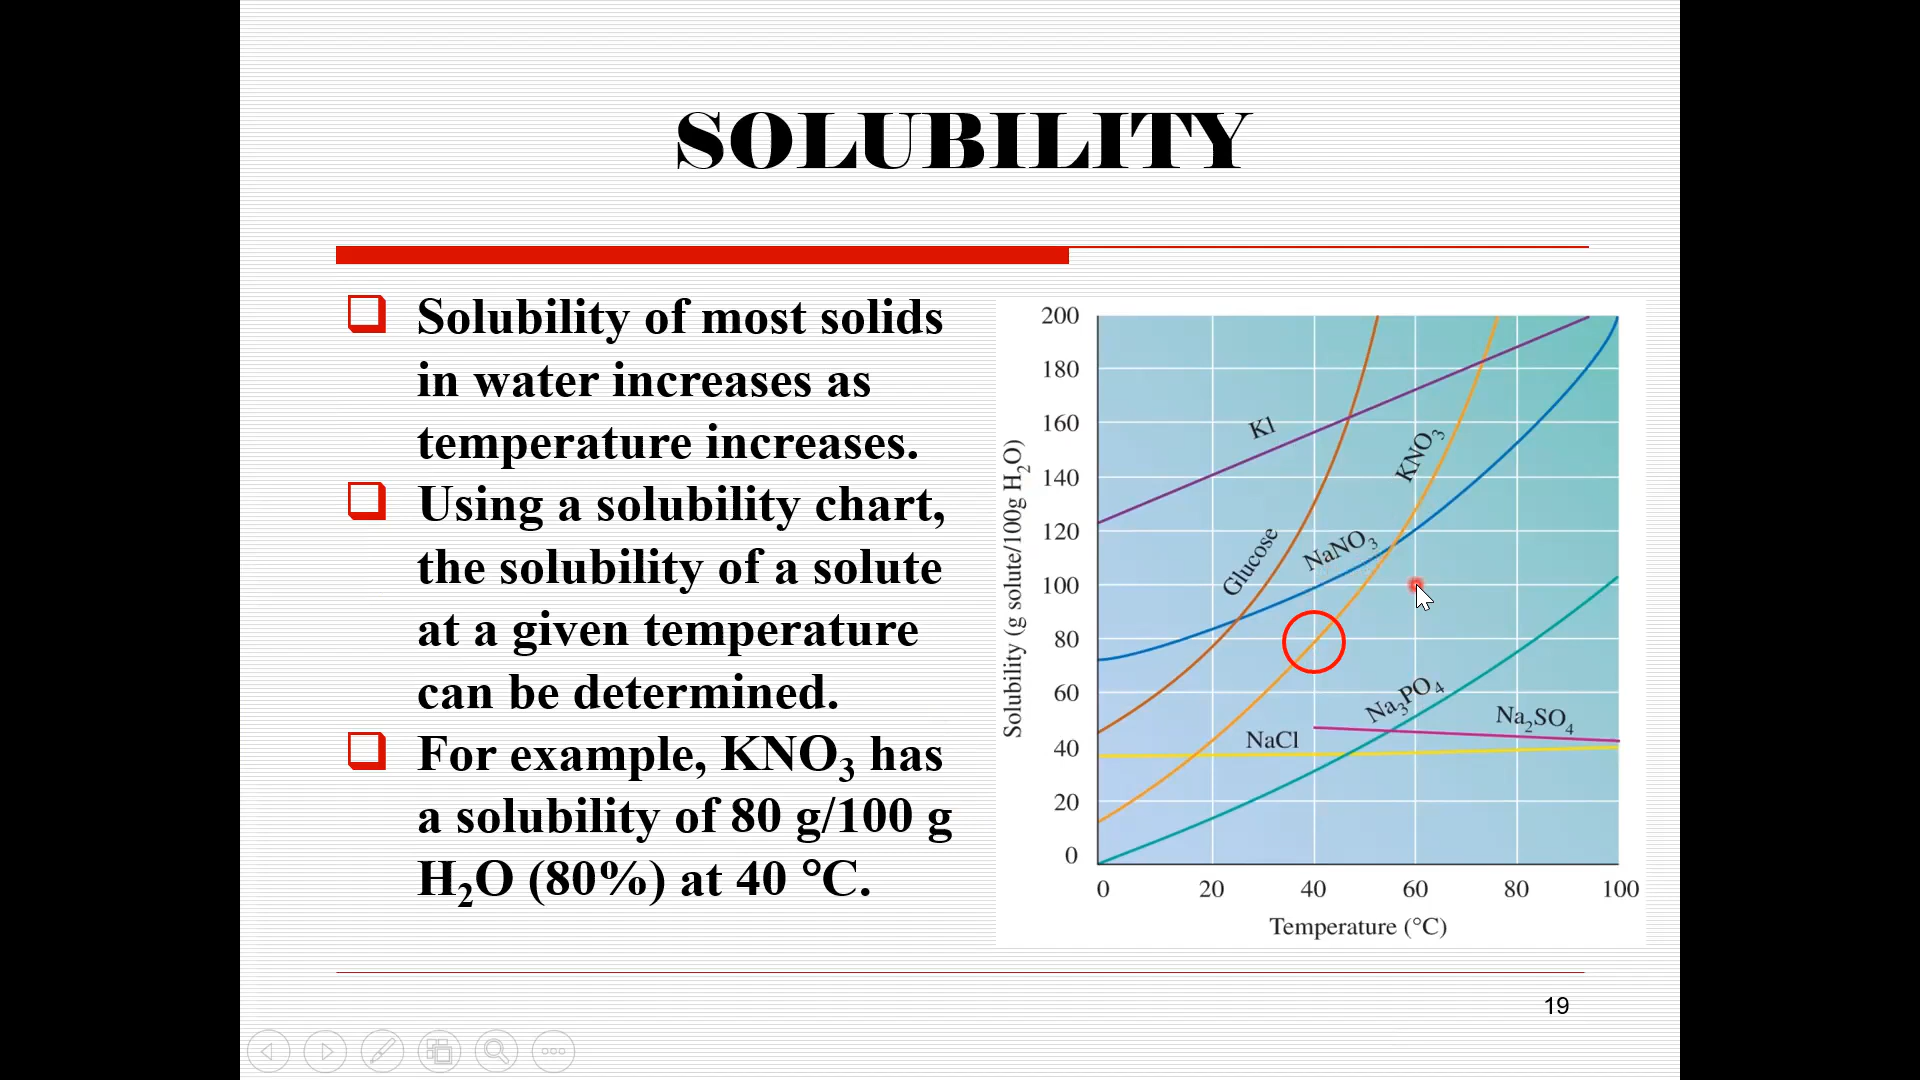 SOLUBILITY
Solubility of most solids
in water increases as
temperature increases.
Using a solubility chart,
the solubility of a solute
at a given temperature
can be determined.
For example, KNO₃ has
a solubility of 80 g/100 g
H₂O (80%) at 40 °C.
Solubility (g solute/100g H₂O)
200
180
160
140
120
100
80
60
40
20
0
KI
KNO₃
Glucose
NaNO₃
Na₃PO₄
Na₂SO₄
NaCl
0 20 40 60 80 100
Temperature (°C)
19